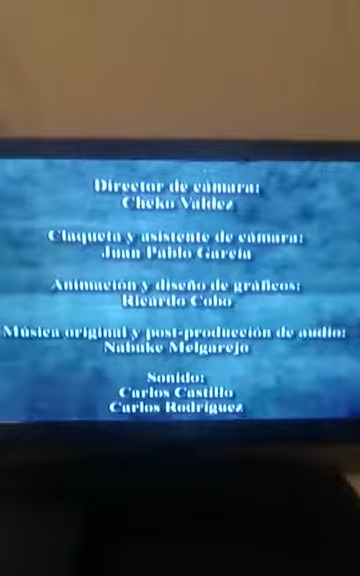 Director de cámara:
Cheko Valdez
Claqueta y asistente de cámara:
Juan Pablo García
Animación y diseño de gráficos:
Ricardo Cobo
Música original y post-producción de audio:
Nabuke Melgarejo
Sonido:
Carlos Castillo
Carlos Rodríguez